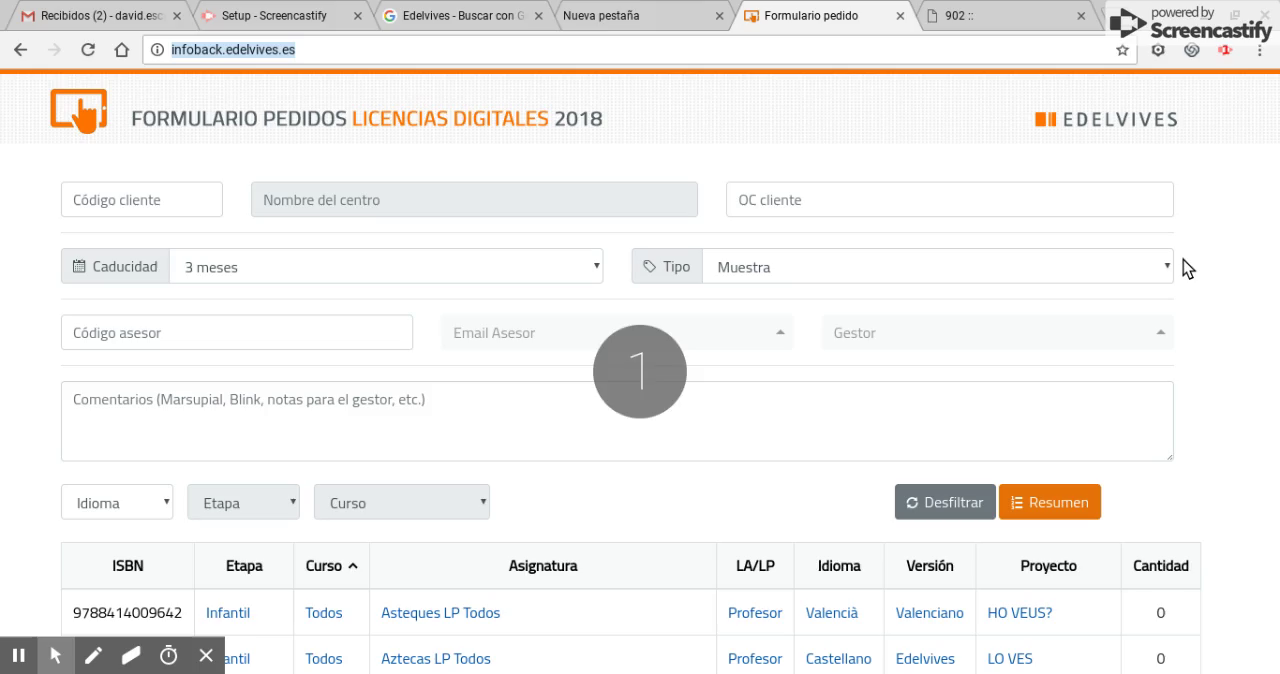 Recibidos (2) - david.esc
Setup - Screencastify
Edelvives - Buscar con G
Nueva pestaña
Formulario pedido
902 ::
powered by
Screencastify
infoback.edelvives.es
FORMULARIO PEDIDOS LICENCIAS DIGITALES 2018
EDELVIVES
Código cliente
Nombre del centro
OC cliente
Caducidad
3 meses
Tipo
Muestra
Código asesor
Email Asesor
Gestor
1
Comentarios (Marsupial, Blink, notas para el gestor, etc.)
Idioma
Etapa
Curso
Desfiltrar
Resumen
ISBN Etapa Curso Asignatura LA/LP Idioma Versión Proyecto Cantidad
9788414009642 Infantil Todos Asteques LP Todos Profesor Valencià Valenciano HO VEUS? 0
antil Todos Aztecas LP Todos Profesor Castellano Edelvives LO VES 0